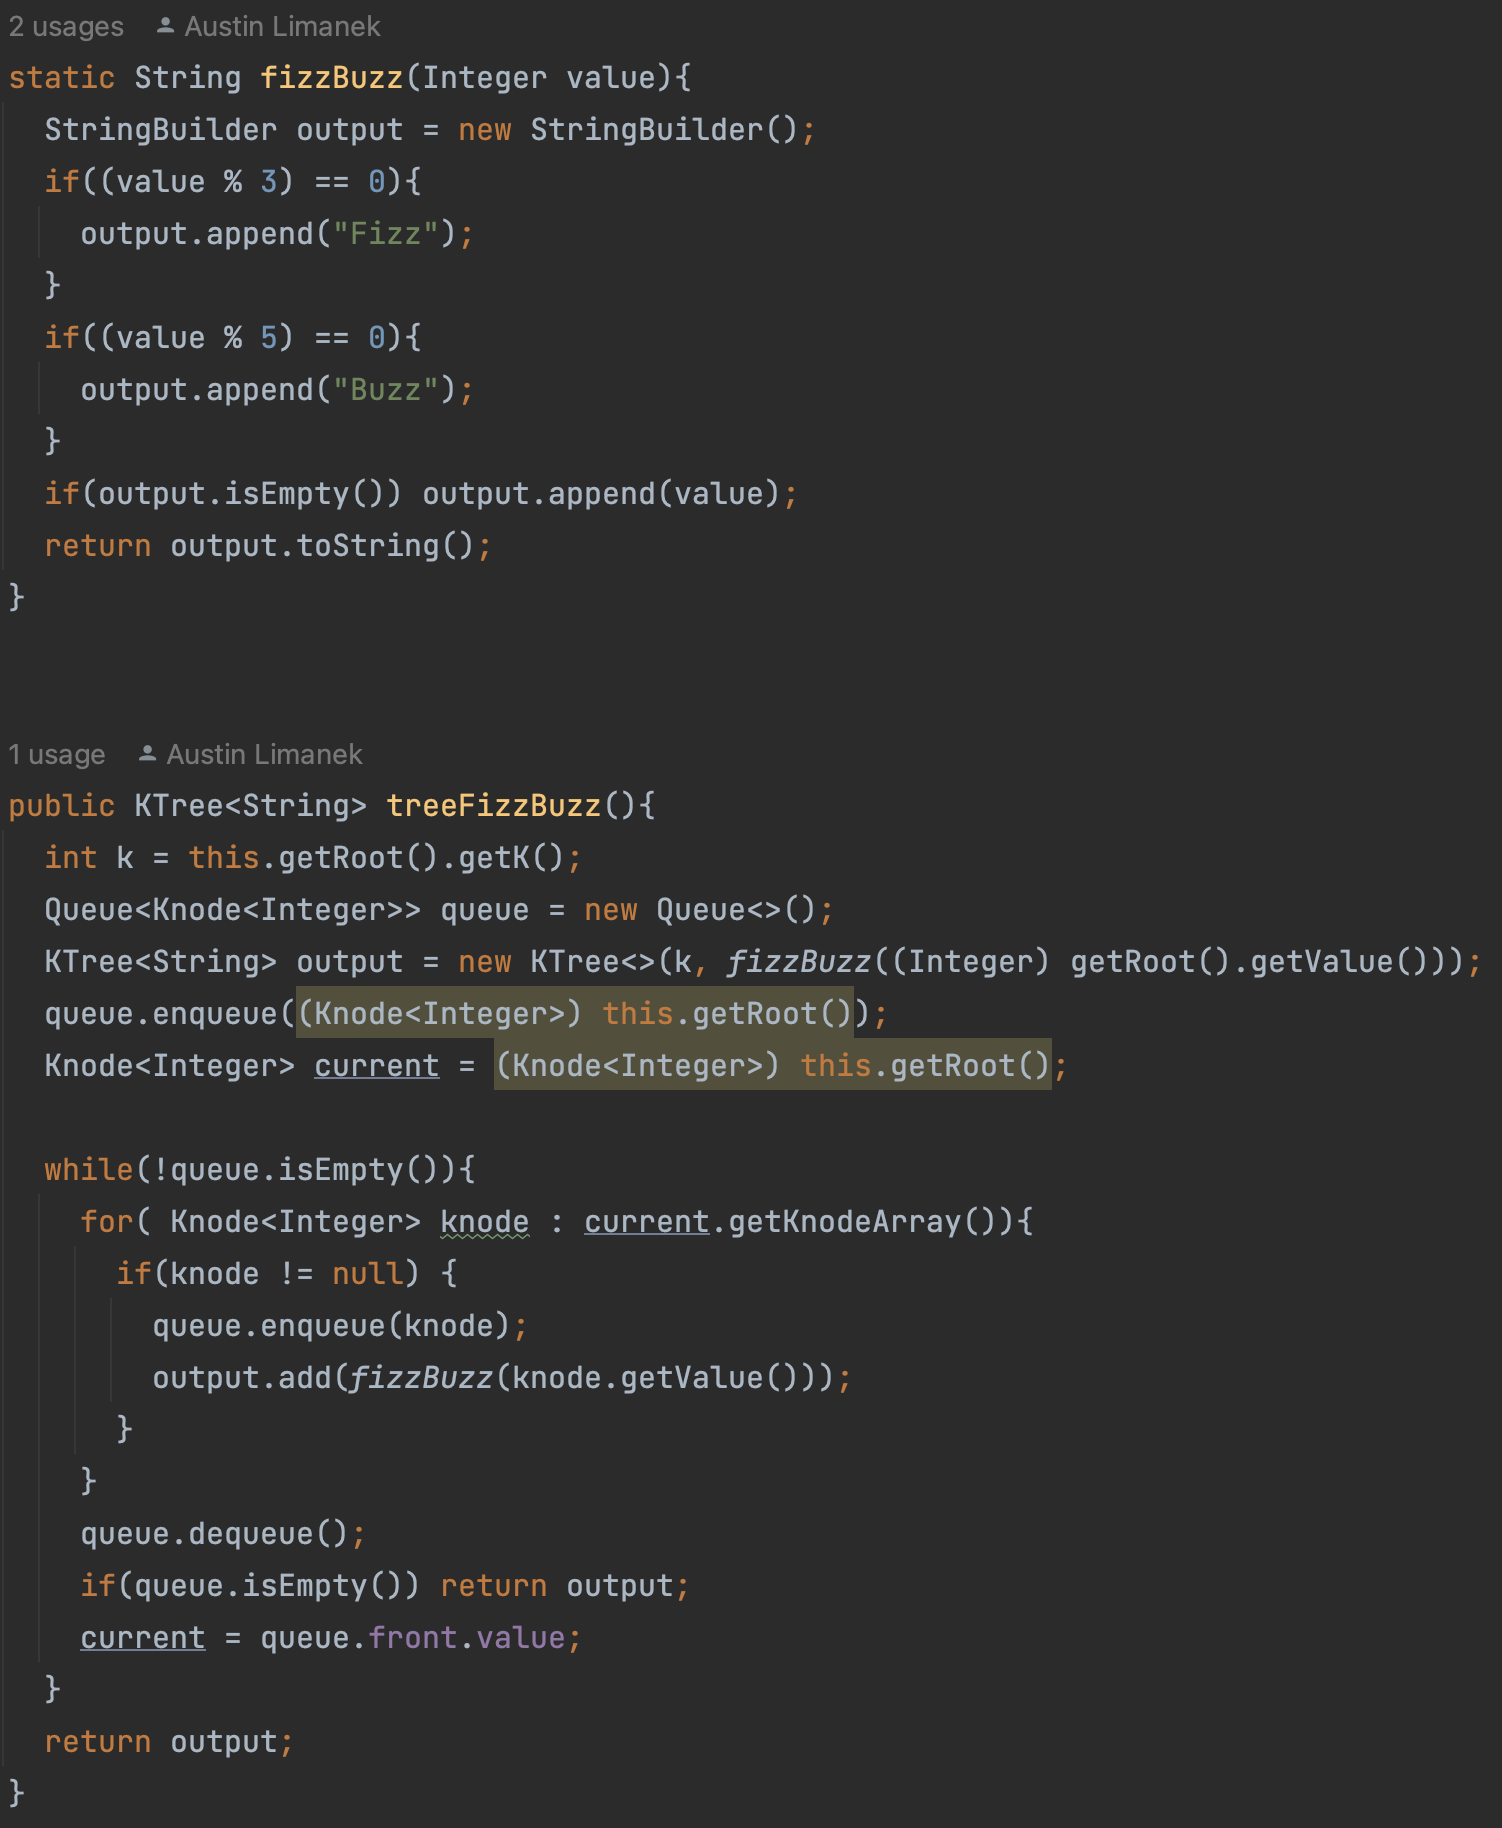 2 usages Austin Limanek
static String fizzBuzz(Integer value){
  StringBuilder output = new StringBuilder();
  if((value % 3) == 0){
    output.append("Fizz");
  }
  if((value % 5) == 0){
    output.append("Buzz");
  }
  if(output.isEmpty()) output.append(value);
  return output.toString();
}
1 usage Austin Limanek
public KTree<String> treeFizzBuzz(){
  int k = this.getRoot().getK();
  Queue<Knode<Integer>> queue = new Queue<>();
  KTree<String> output = new KTree<>(k, fizzBuzz((Integer) getRoot().getValue()));
  queue.enqueue((Knode<Integer>) this.getRoot());
  Knode<Integer> current = (Knode<Integer>) this.getRoot();
  while(!queue.isEmpty()){
    for( Knode<Integer> knode : current.getKnodeArray()){
      if(knode != null) {
        queue.enqueue(knode);
        output.add(fizzBuzz(knode.getValue()));
      }
    }
    queue.dequeue();
    if(queue.isEmpty()) return output;
    current = queue.front.value;
  }
  return output;
}